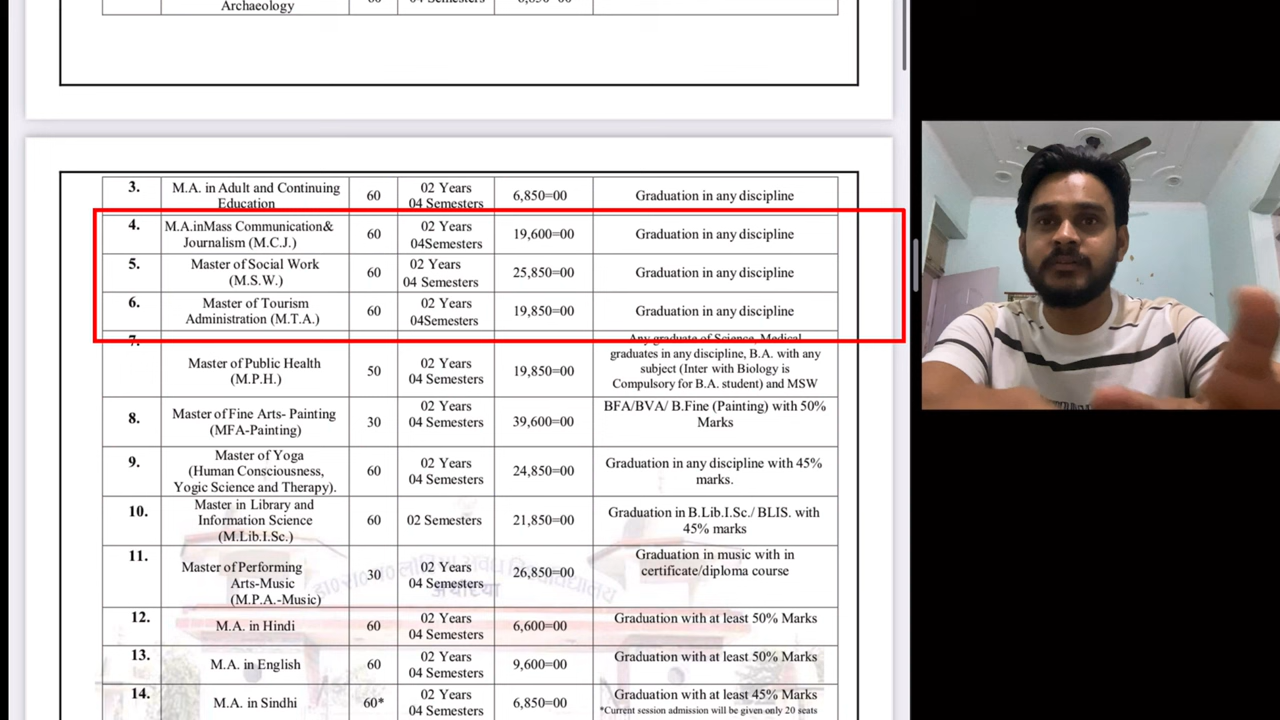 Archaeology
04 Semesters
3.
M.A. in Adult and Continuing
Education
60
02 Years
04 Semesters
6,850=00
Graduation in any discipline
4.
M.A.inMass Communication&
Journalism (M.C.J.)
60
02 Years
04Semesters
19,600=00
Graduation in any discipline
5.
Master of Social Work
(M.S.W.)
60
02 Years
04 Semesters
25,850=00
Graduation in any discipline
6.
Master of Tourism
Administration (M.T.A.)
60
02 Years
04Semesters
19,850=00
Graduation in any discipline
7.
Master of Public Health
(M.P.H.)
50
02 Years
04 Semesters
19,850=00
Any graduate of Science, Medical
graduates in any discipline, B.A. with any
subject (Inter with Biology is
Compulsory for B.A. student) and MSW
8.
Master of Fine Arts- Painting
(MFA-Painting)
30
02 Years
04 Semesters
39,600=00
BFA/BVA/ B.Fine (Painting) with 50%
Marks
9.
Master of Yoga
(Human Consciousness,
Yogic Science and Therapy).
60
02 Years
04 Semesters
24,850=00
Graduation in any discipline with 45%
marks.
10.
Master in Library and
Information Science
(M.Lib.I.Sc.)
60
02 Semesters
21,850=00
Graduation in B.Lib.I.Sc./ BLIS. with
45% marks
11.
Master of Performing
Arts-Music
(M.P.A.-Music)
30
02 Years
04 Semesters
26,850=00
Graduation in music with in
certificate/diploma course
12.
M.A. in Hindi
60
02 Years
04 Semesters
6,600=00
Graduation with at least 50% Marks
13.
M.A. in English
60
02 Years
04 Semesters
9,600=00
Graduation with at least 50% Marks
14.
M.A. in Sindhi
60*
02 Years
04 Semesters
6,850=00
Graduation with at least 45% Marks
*Current session admission will be given only 20 seats